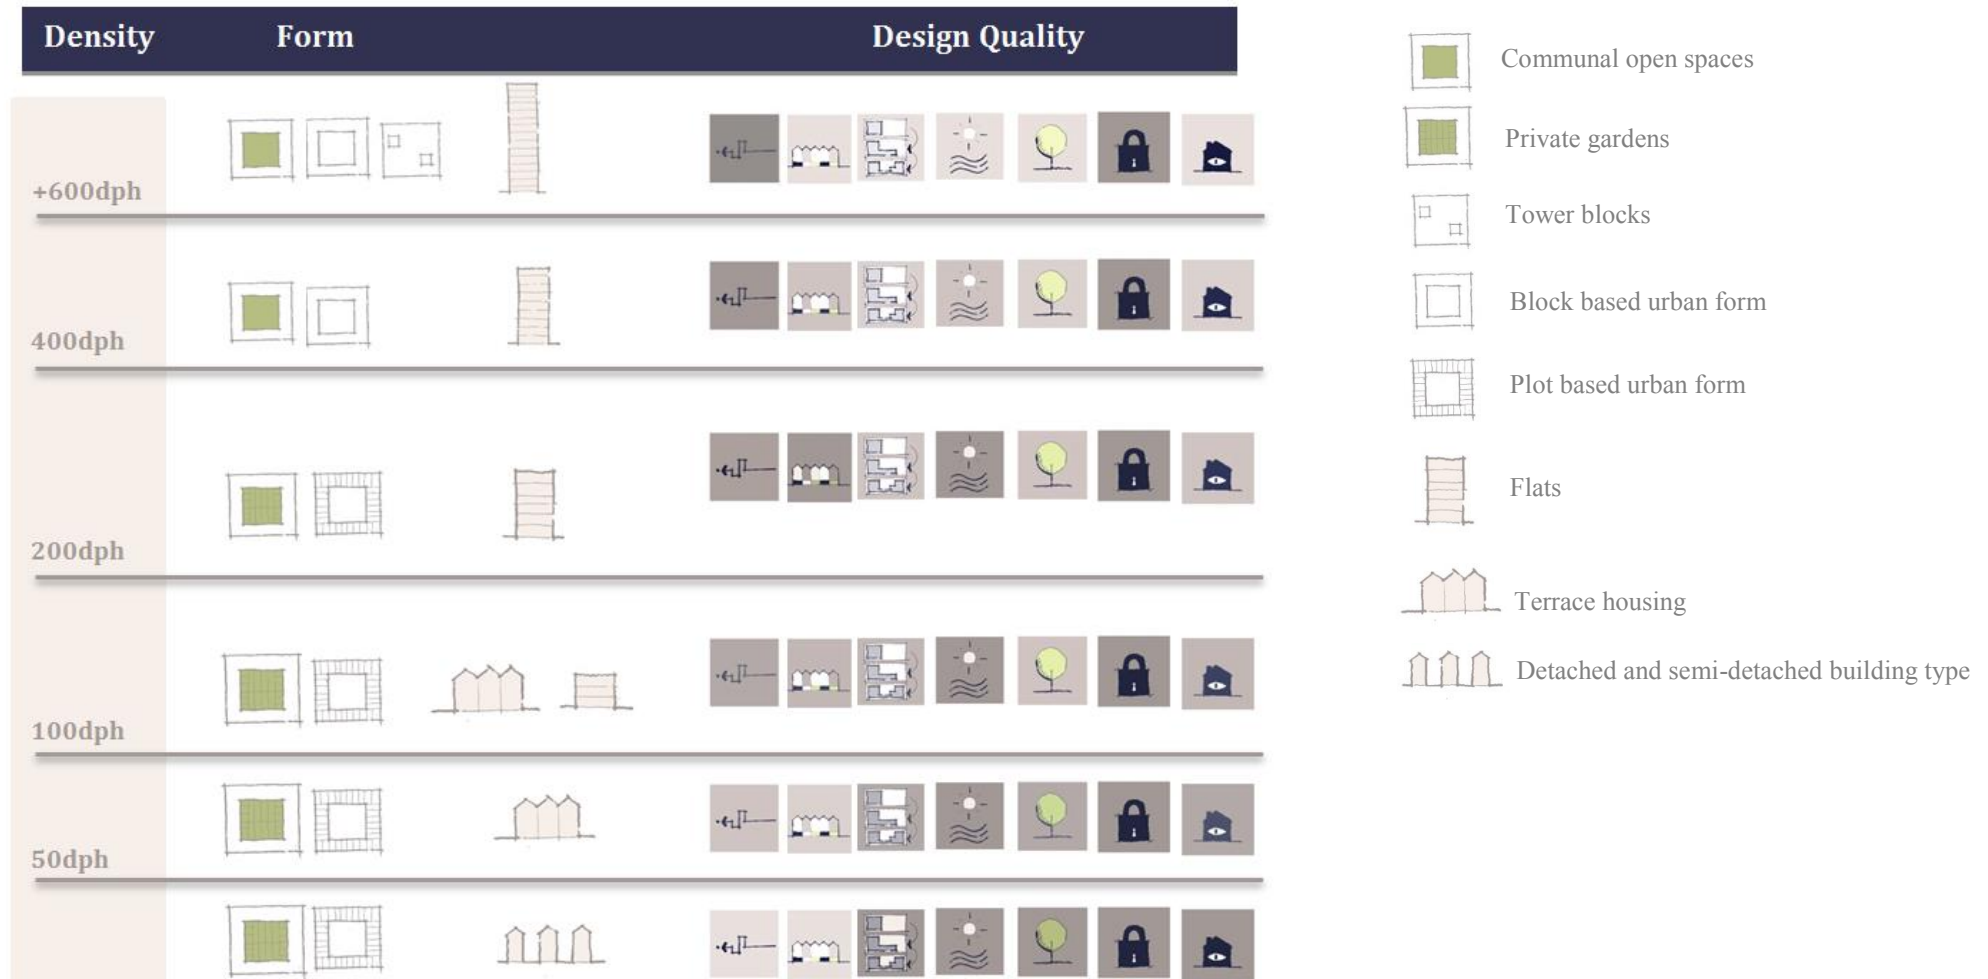 Density Form Design Quality
+600dph
400dph
200dph
100dph
50dph
Communal open spaces
Private gardens
Tower blocks
Block based urban form
Plot based urban form
Flats
Terrace housing
Detached and semi-detached building type